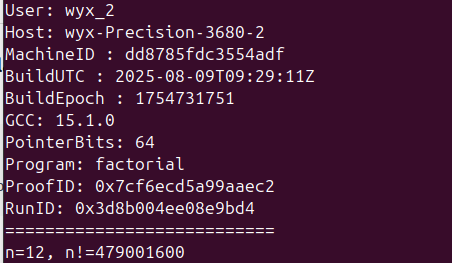 User: wyx_2
Host: wyx-Precision-3680-2
MachineID : dd8785fdc3554adf
BuildUTC : 2025-08-09T09:29:11Z
BuildEpoch : 1754731751
GCC: 15.1.0
PointerBits: 64
Program: factorial
ProofID: 0x7cf6ecd5a99aaec2
RunID: 0x3d8b004ee08e9bd4
===========================
n=12, n!=479001600